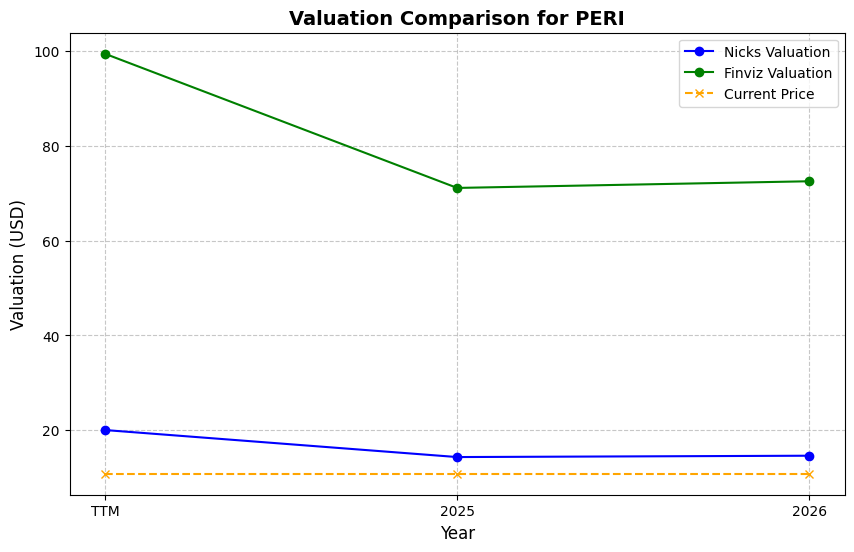 Valuation Comparison for PERI
Nicks Valuation
Finviz Valuation
Current Price
Valuation (USD)
100
80
60
40
20
TTM
2025
2026
Year